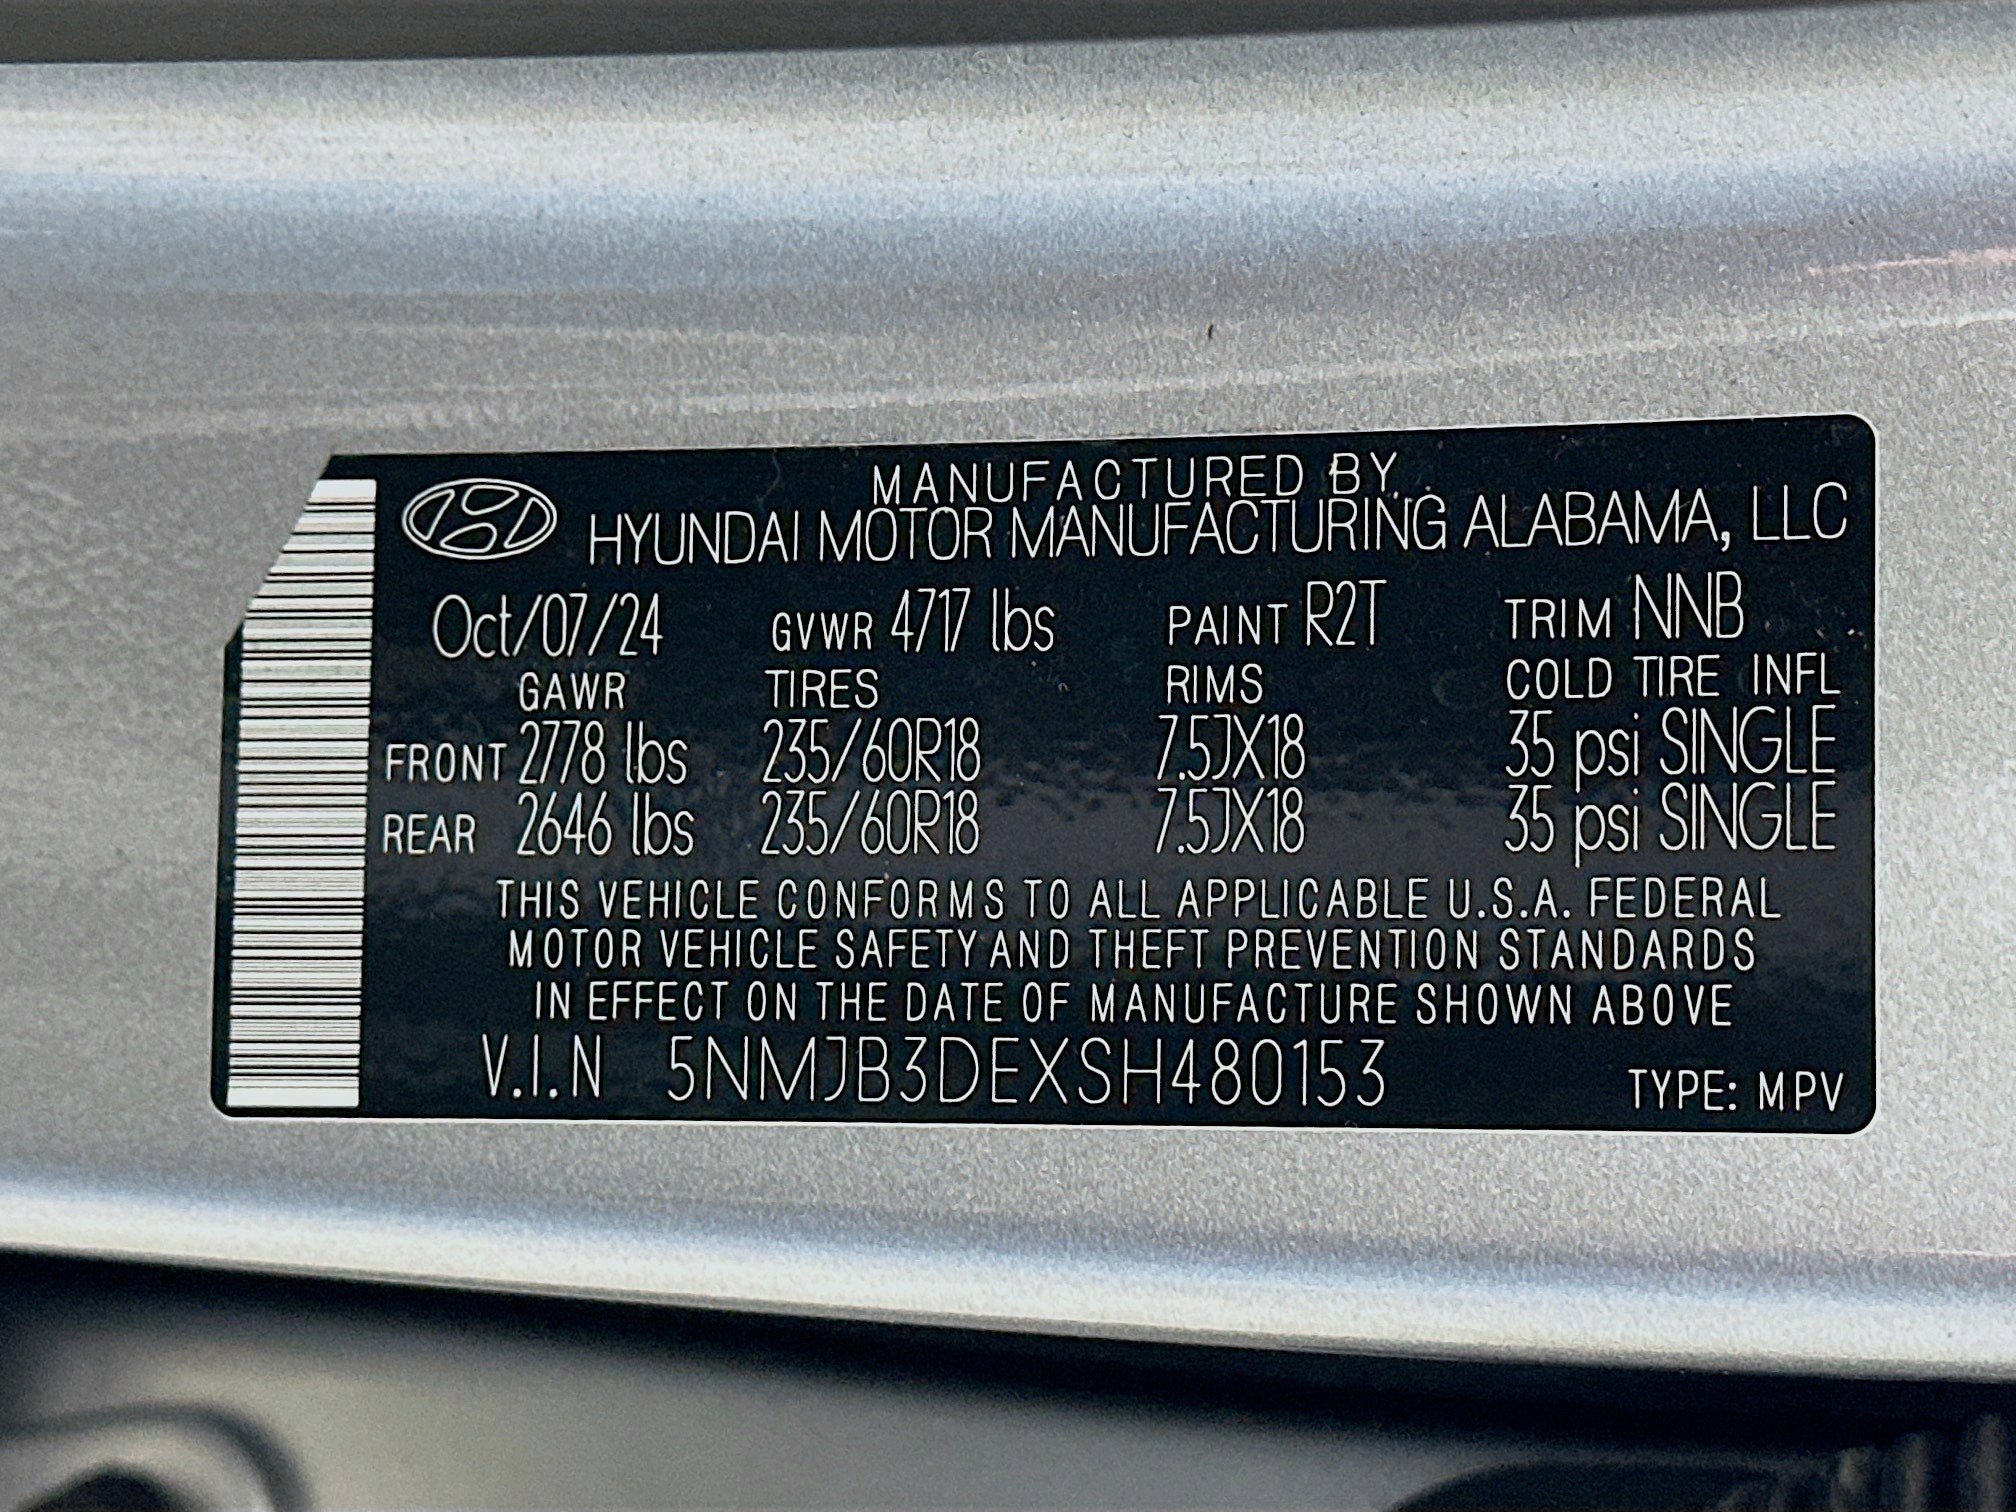 MANUFACTURED BY
HYUNDAI MOTOR MANUFACTURING ALABAMA, LLC
Oct/07/24 GVWR 4717 lbs PAINT R2T TRIM NNB
GAWR TIRES RIMS COLD TIRE INFL
FRONT 2778 lbs 235/60R18 7.5JX18 35 psi SINGLE
REAR 2646 lbs 235/60R18 7.5JX18 35 psi SINGLE
THIS VEHICLE CONFORMS TO ALL APPLICABLE U.S.A. FEDERAL
MOTOR VEHICLE SAFETY AND THEFT PREVENTION STANDARDS
IN EFFECT ON THE DATE OF MANUFACTURE SHOWN ABOVE
V.I.N 5NMJB3DEXSH480153 TYPE: MPV